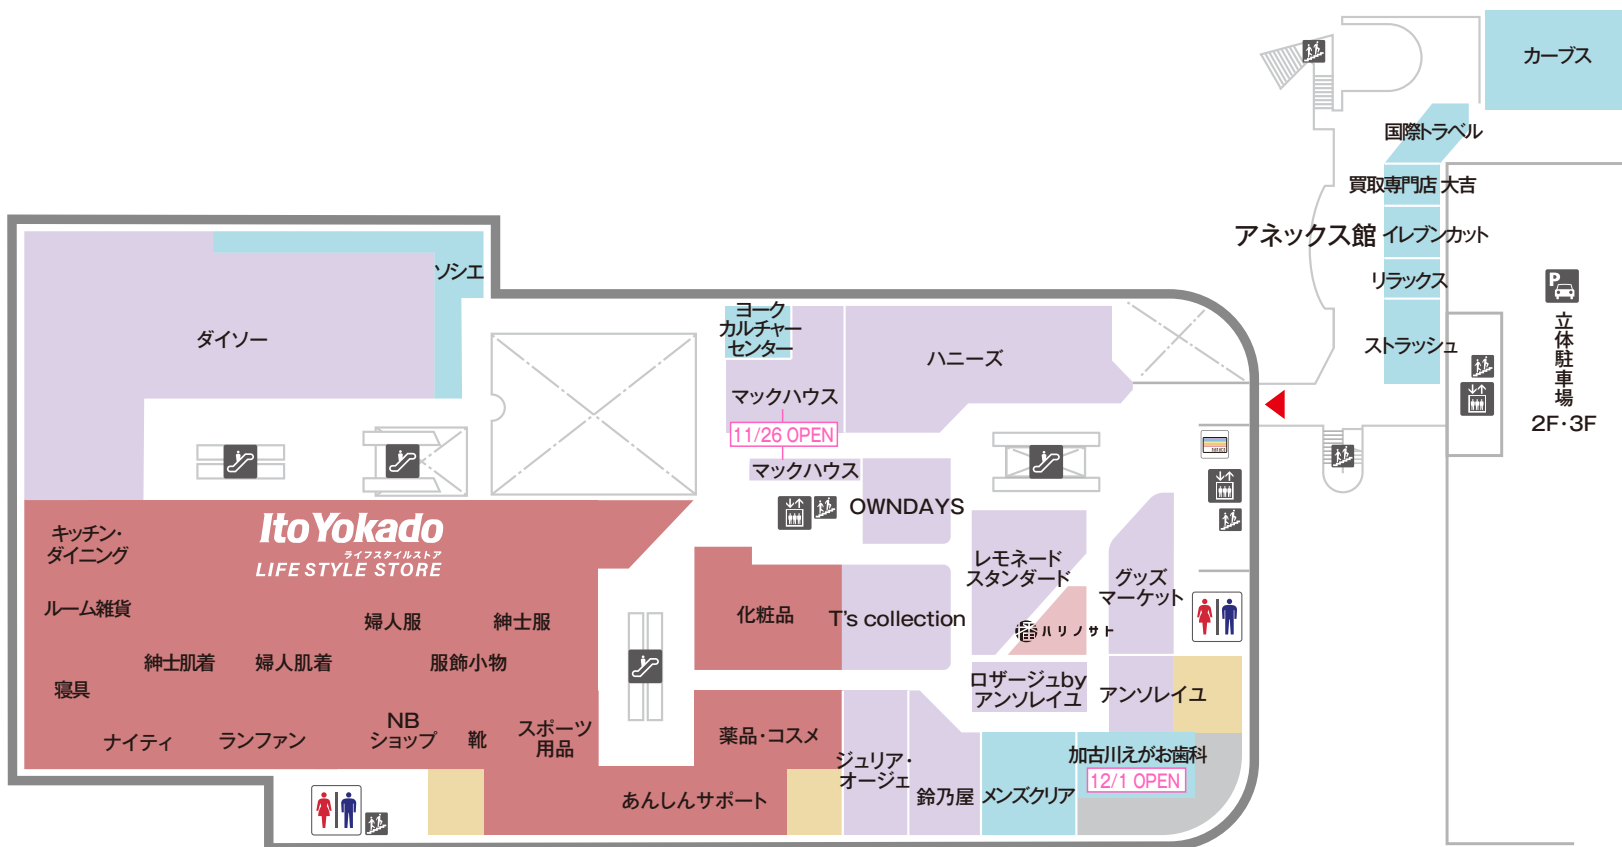 カーブス
国際トラベル
買取専門店 大吉
アネックス館
イレブンカット
リラックス
ストラッシュ
P
立体駐車場
2F·3F
ソシエ
ダイソー
ヨーク
カルチャー
センター
ハニーズ
マックハウス
11/26 OPEN
マックハウス
OWNDAYS
キッチン・
ダイニング
Ito Yokado
ライフスタイルストア
LIFE STYLE STORE
ルーム雑貨
婦人服
紳士服
紳士肌着
婦人肌着
服飾小物
寝具
ナイティ
ランファン
NB
ショップ
靴
スポーツ
用品
化粧品
T's collection
レモネード
スタンダード
グッズ
マーケット
ハリノサト
ロザージュby
アンソレイユ
アンソレイユ
薬品・コスメ
ジュリア・
オージェ
鈴乃屋
メンズクリア
加古川えがお歯科
12/1 OPEN
あんしんサポート